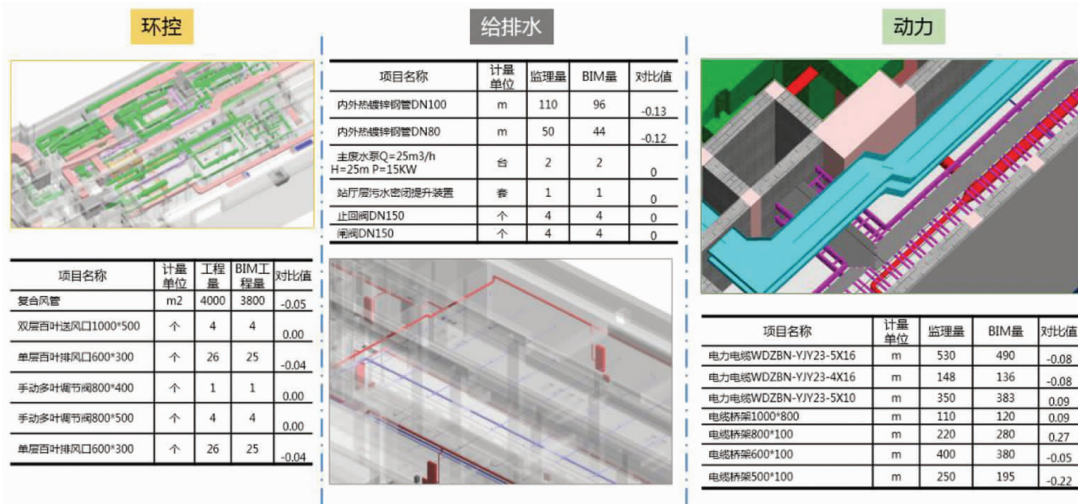 环控
项目名称 计量单位 工程量 BIM工程量 对比值
复合风管 m2 4000 3800 -0.05
双层百叶送风口1000*500 个 4 4 0.00
单层百叶排风口600*300 个 26 25 -0.04
手动多叶调节阀800*400 个 1 1 0.00
手动多叶调节阀800*500 个 4 4 0.00
单层百叶排风口600*300 个 26 25 -0.04
给排水
项目名称 计量单位 监理量 BIM量 对比值
内外热镀锌钢管DN100 m 110 96 -0.13
内外热镀锌钢管DN80 m 50 44 -0.12
主废水泵Q=25m3/h
H=25m P=15KW 台 2 2 0
站厅层污水密闭提升装置 套 1 1 0
止回阀DN150 个 4 4 0
闸阀DN150 个 4 4 0
动力
项目名称 计量单位 监理量 BIM量 对比值
电力电缆WDZBN-YJY23-5X16 m 530 490 -0.08
电力电缆WDZBN-YJY23-4X16 m 148 136 -0.08
电力电缆WDZBN-YJY23-5X10 m 350 383 0.09
电缆桥架1000*800 m 110 120 0.09
电缆桥架800*100 m 220 280 0.27
电缆桥架600*100 m 400 380 -0.05
电缆桥架500*100 m 250 195 -0.22